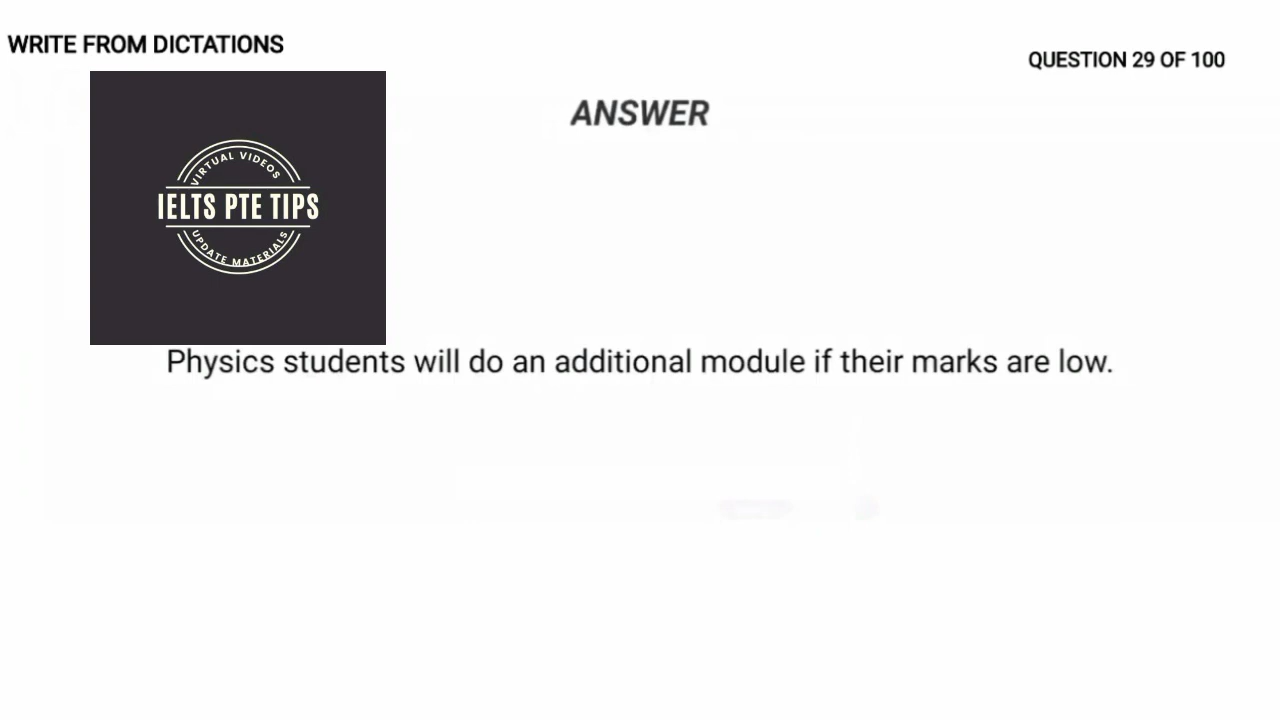 WRITE FROM DICTATIONS
QUESTION 29 OF 100
ANSWER
VIRTUAL VIDEOS
IELTS PTE TIPS
UPDATE MATERIALS
Physics students will do an additional module if their marks are low.